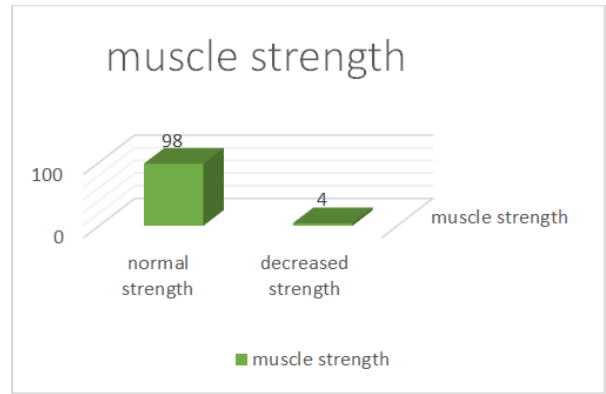 muscle strength
98
100
4
0
muscle strength
normal
strength
decreased
strength
muscle strength